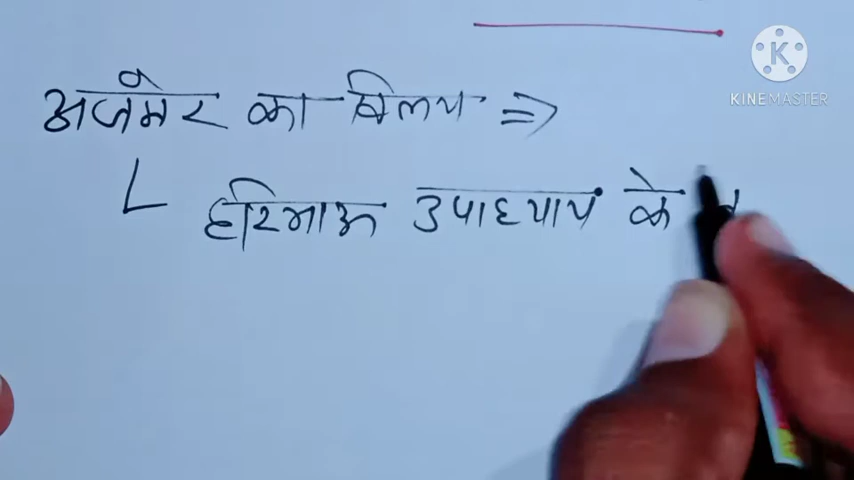 KINEMASTER
अजमेर का विलय ⇒
हरिभाऊ उपाध्याय के